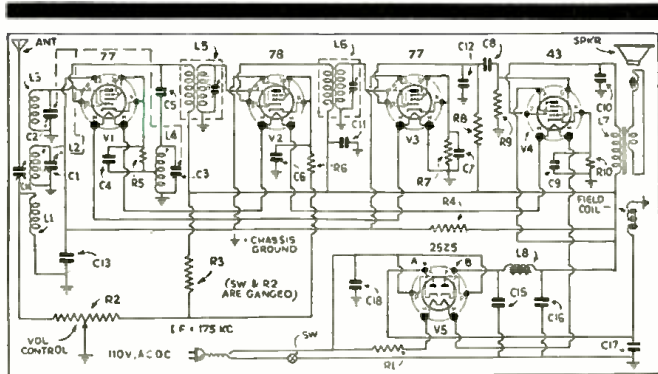 ANT
77
L5
78
L6
77
C12
C8
43
SPKR
L3
C2
L2
C1
L1
C5
L4
C3
V1
C4
R5
V2
C6
R6
C11
V3
R7
C7
R8
R9
V4
C9
C10
L7
R10
FIELD
COIL
R4
CHASSIS
GROUND
R3
C13
(SW & R2
ARE GANGED)
I F = 175 KC
R2
VOL
CONTROL
110V, AC DC
SW
R1
C18
25Z5
A
B
V5
L8
C15
C16
C17